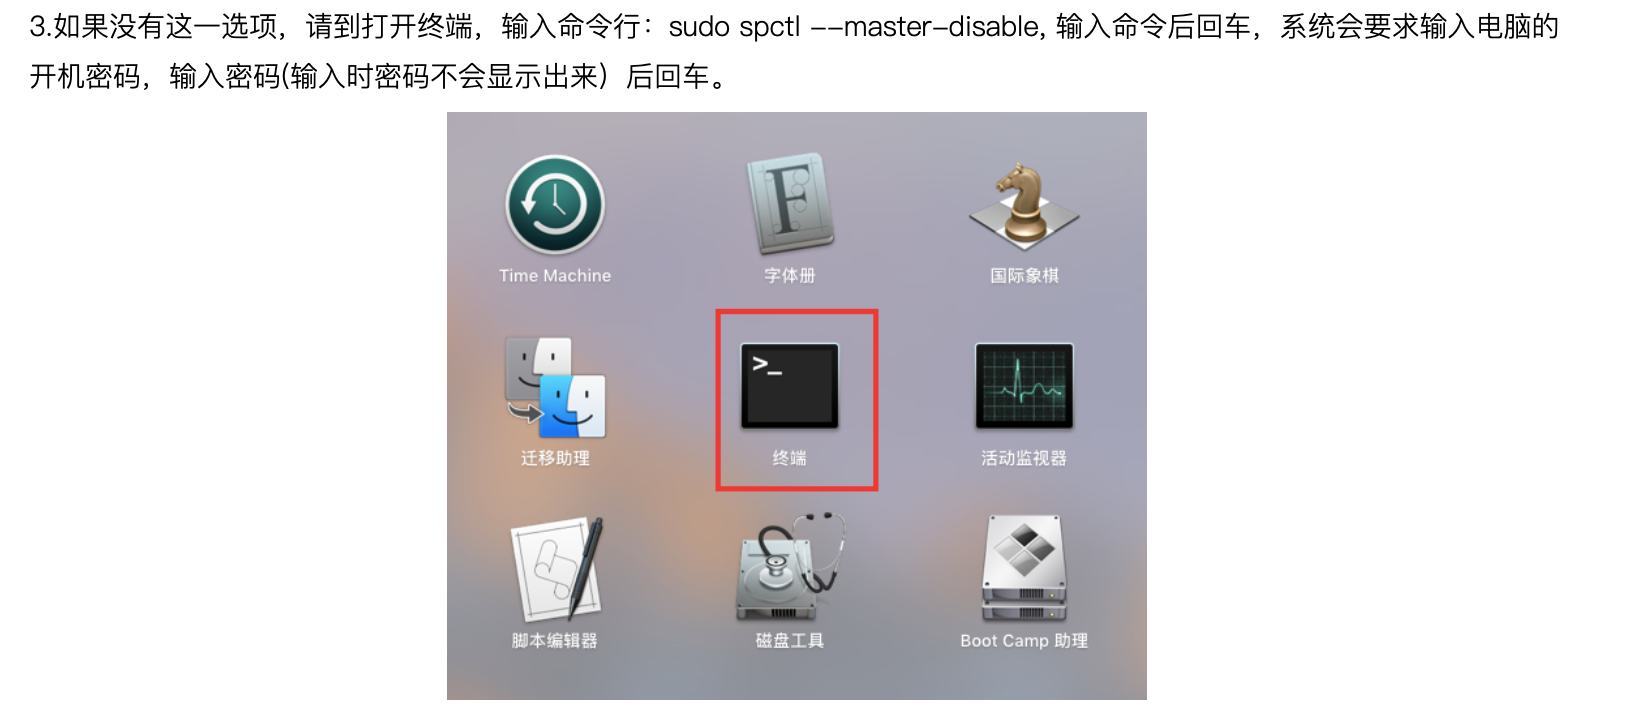 3.如果没有这一选项，请到打开终端，输入命令行：sudo spctl --master-disable, 输入命令后回车，系统会要求输入电脑的
开机密码，输入密码(输入时密码不会显示出来）后回车。
Time Machine
字体册
国际象棋
>_
迁移助理
终端
活动监视器
脚本编辑器
磁盘工具
Boot Camp 助理